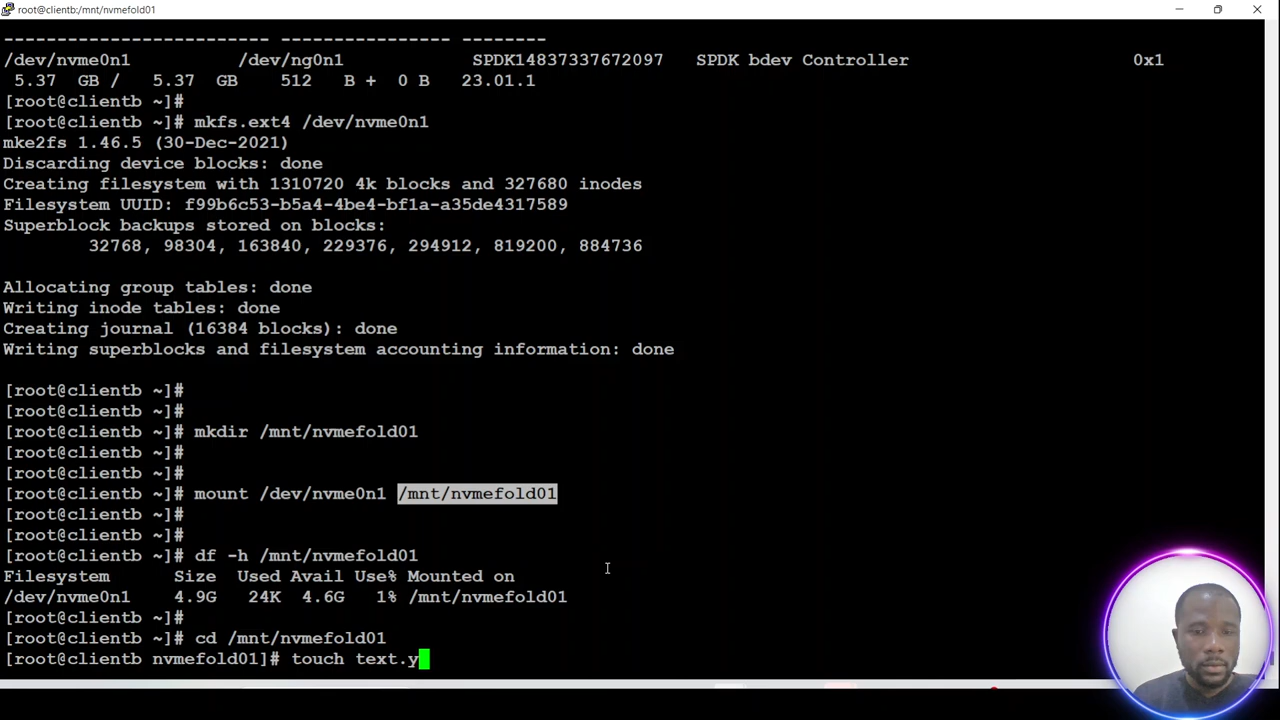 root@clientb:/mnt/nvmefold01
------------------------ ---------------- --------
/dev/nvme0n1 /dev/ng0n1 SPDK14837337672097 SPDK bdev Controller 0x1
5.37 GB / 5.37 GB 512 B + 0 B 23.01.1
[root@clientb ~]#
[root@clientb ~]# mkfs.ext4 /dev/nvme0n1
mke2fs 1.46.5 (30-Dec-2021)
Discarding device blocks: done
Creating filesystem with 1310720 4k blocks and 327680 inodes
Filesystem UUID: f99b6c53-b5a4-4be4-bf1a-a35de4317589
Superblock backups stored on blocks:
32768, 98304, 163840, 229376, 294912, 819200, 884736
Allocating group tables: done
Writing inode tables: done
Creating journal (16384 blocks): done
Writing superblocks and filesystem accounting information: done
[root@clientb ~]#
[root@clientb ~]#
[root@clientb ~]# mkdir /mnt/nvmefold01
[root@clientb ~]#
[root@clientb ~]#
[root@clientb ~]# mount /dev/nvme0n1 /mnt/nvmefold01
[root@clientb ~]#
[root@clientb ~]#
[root@clientb ~]# df -h /mnt/nvmefold01
Filesystem Size Used Avail Use% Mounted on
/dev/nvme0n1 4.9G 24K 4.6G 1% /mnt/nvmefold01
[root@clientb ~]#
[root@clientb ~]# cd /mnt/nvmefold01
[root@clientb nvmefold01]# touch text.y